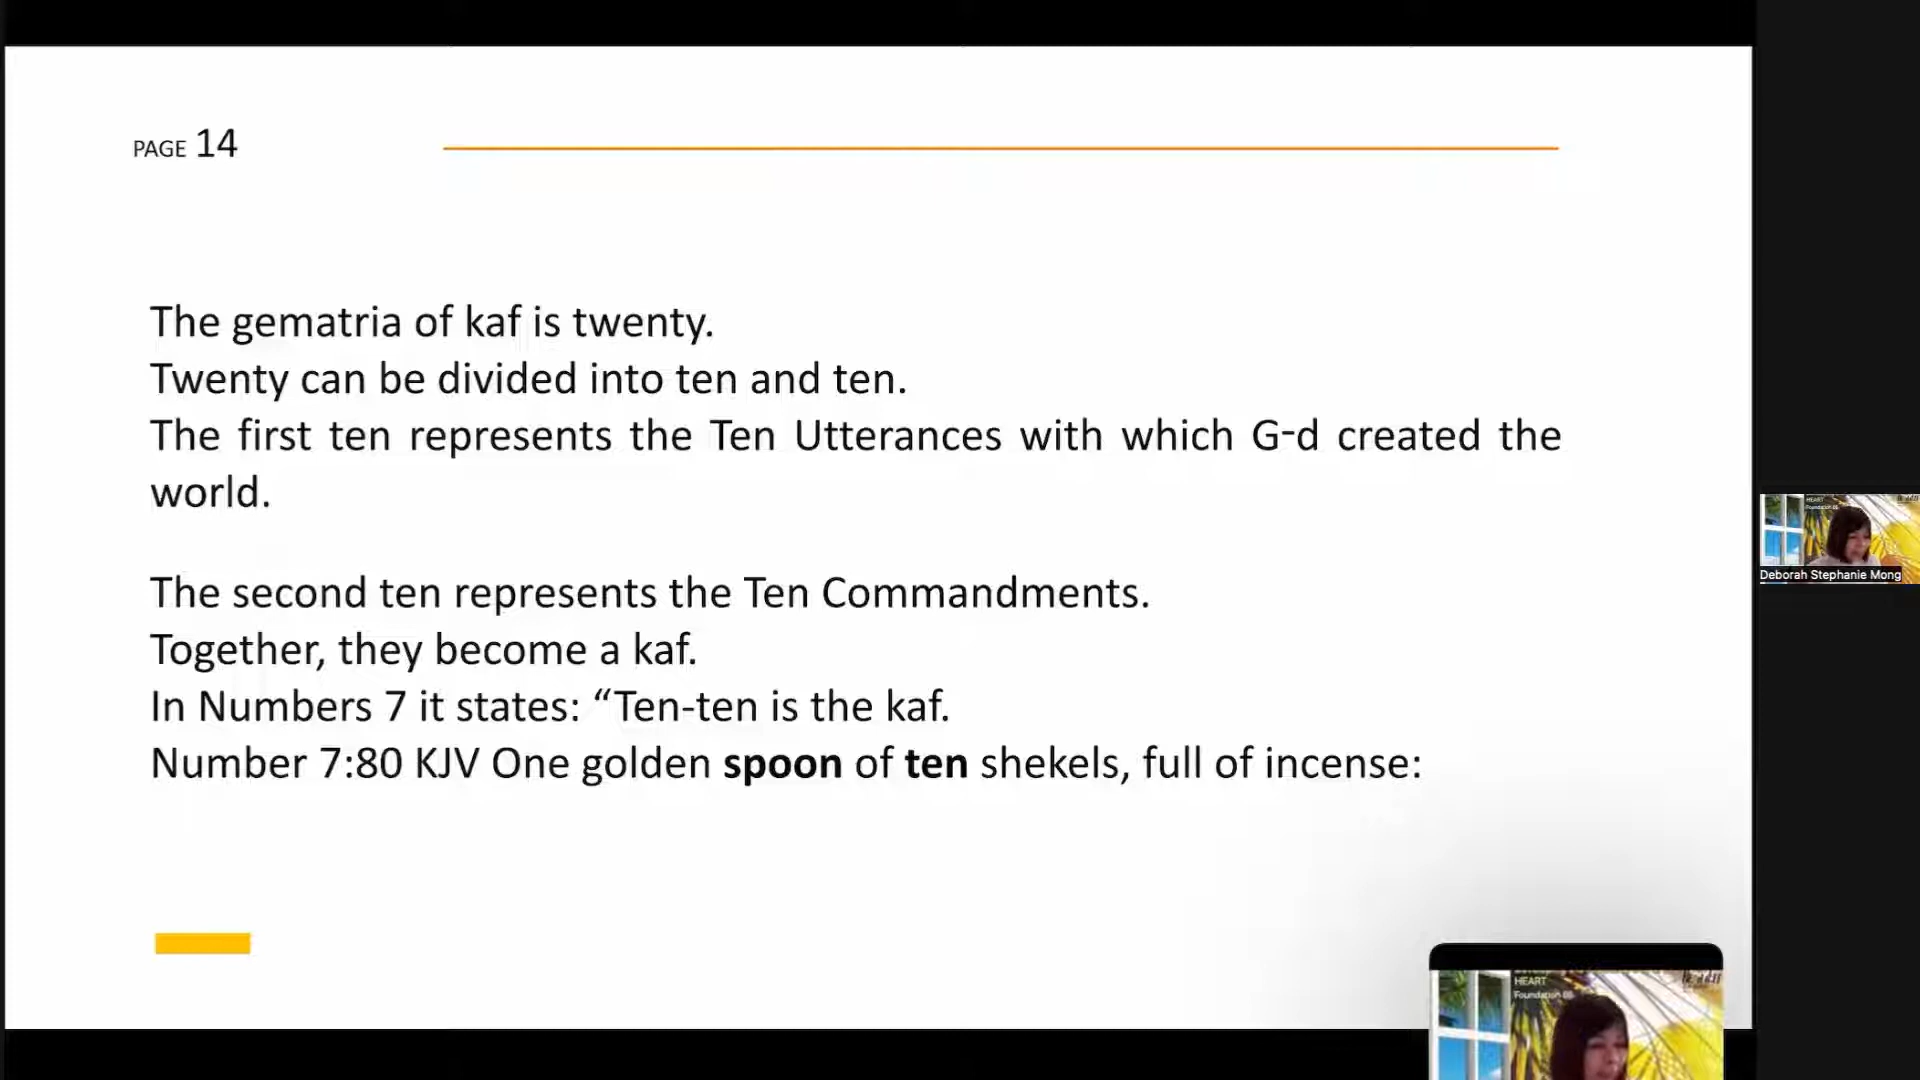 PAGE 14
The gematria of kaf is twenty.
Twenty can be divided into ten and ten.
The first ten represents the Ten Utterances with which G-d created the
world.
The second ten represents the Ten Commandments.
Together, they become a kaf.
In Numbers 7 it states: “Ten-ten is the kaf.
Number 7:80 KJV One golden spoon of ten shekels, full of incense:
HEART
Deborah Stephanie Mong
HEART
Foundation